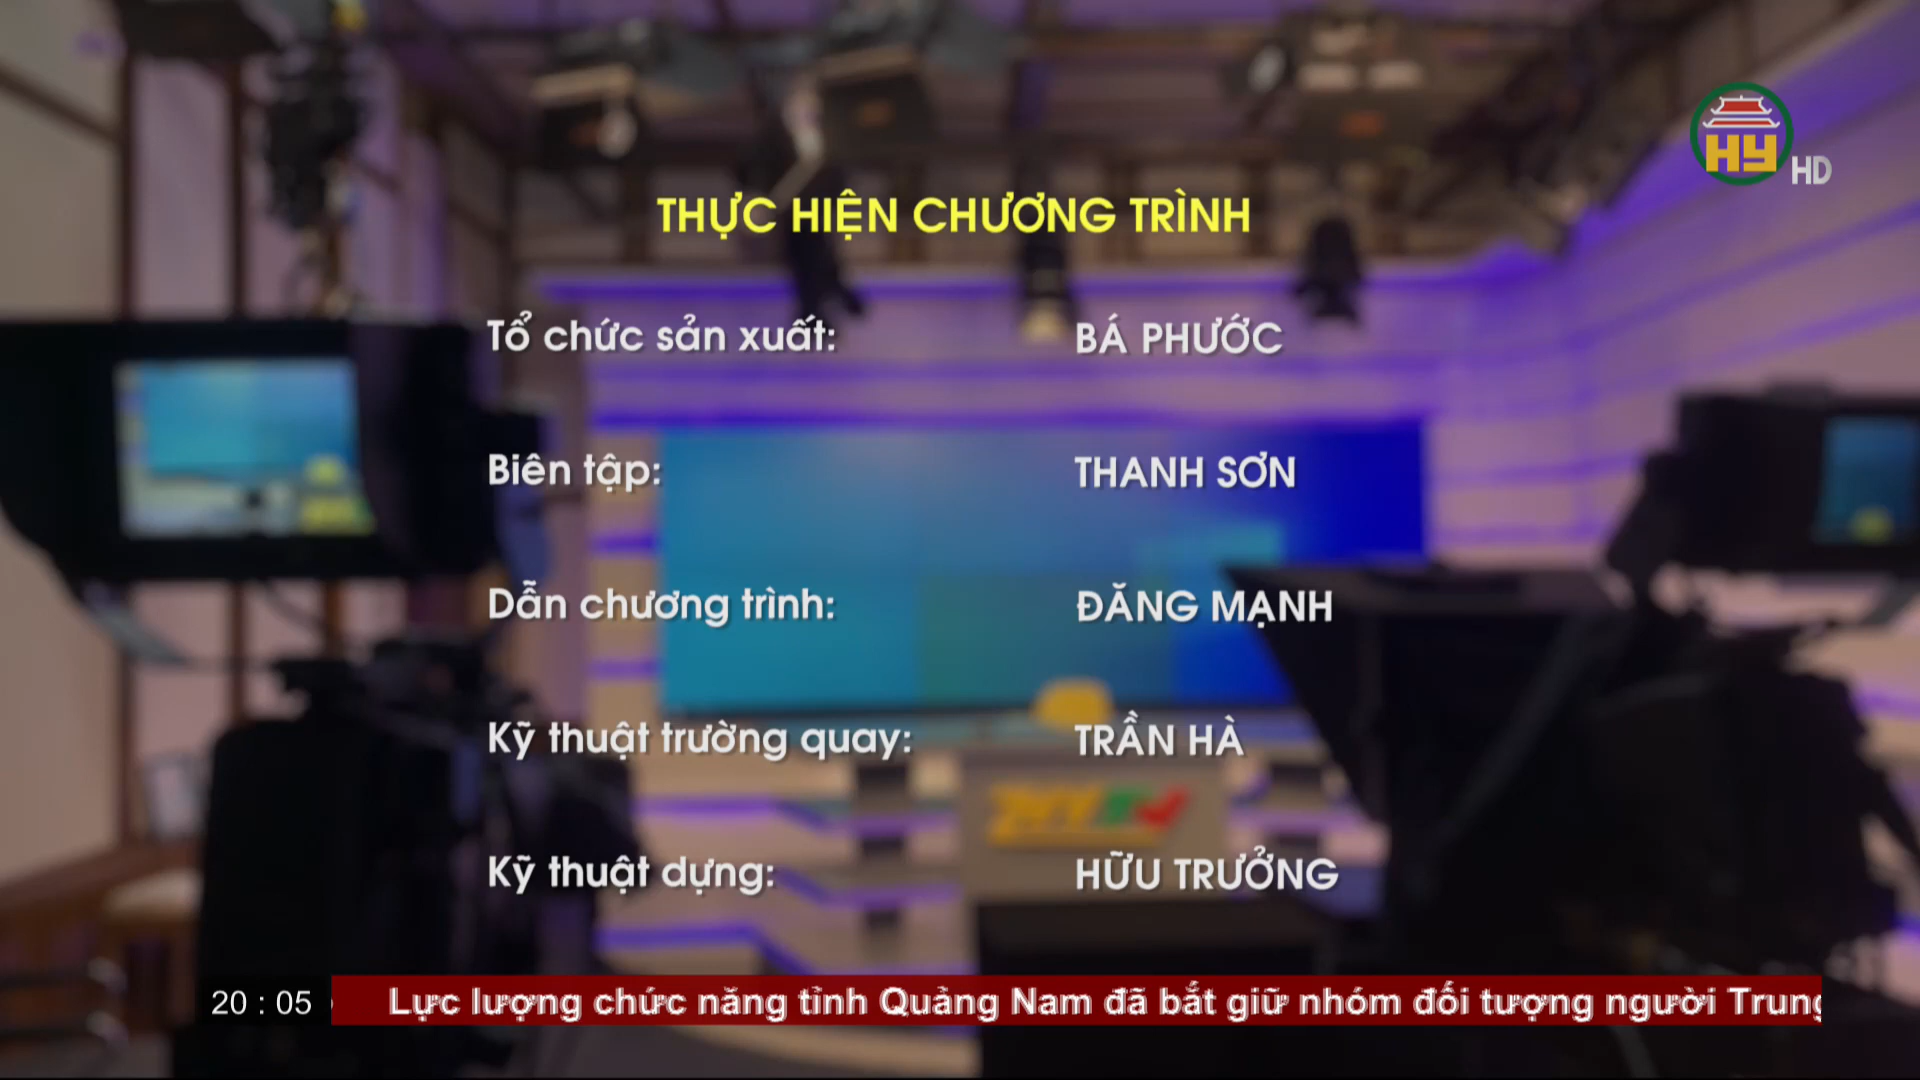 HY HD
THỰC HIỆN CHƯƠNG TRÌNH
Tổ chức sản xuất: BÁ PHƯỚC
Biên tập: THANH SƠN
Dẫn chương trình: ĐĂNG MẠNH
Kỹ thuật trường quay: TRẦN HÀ
Kỹ thuật dựng: HỮU TRƯỞNG
20 : 05 Lực lượng chức năng tỉnh Quảng Nam đã bắt giữ nhóm đối tượng người Trung